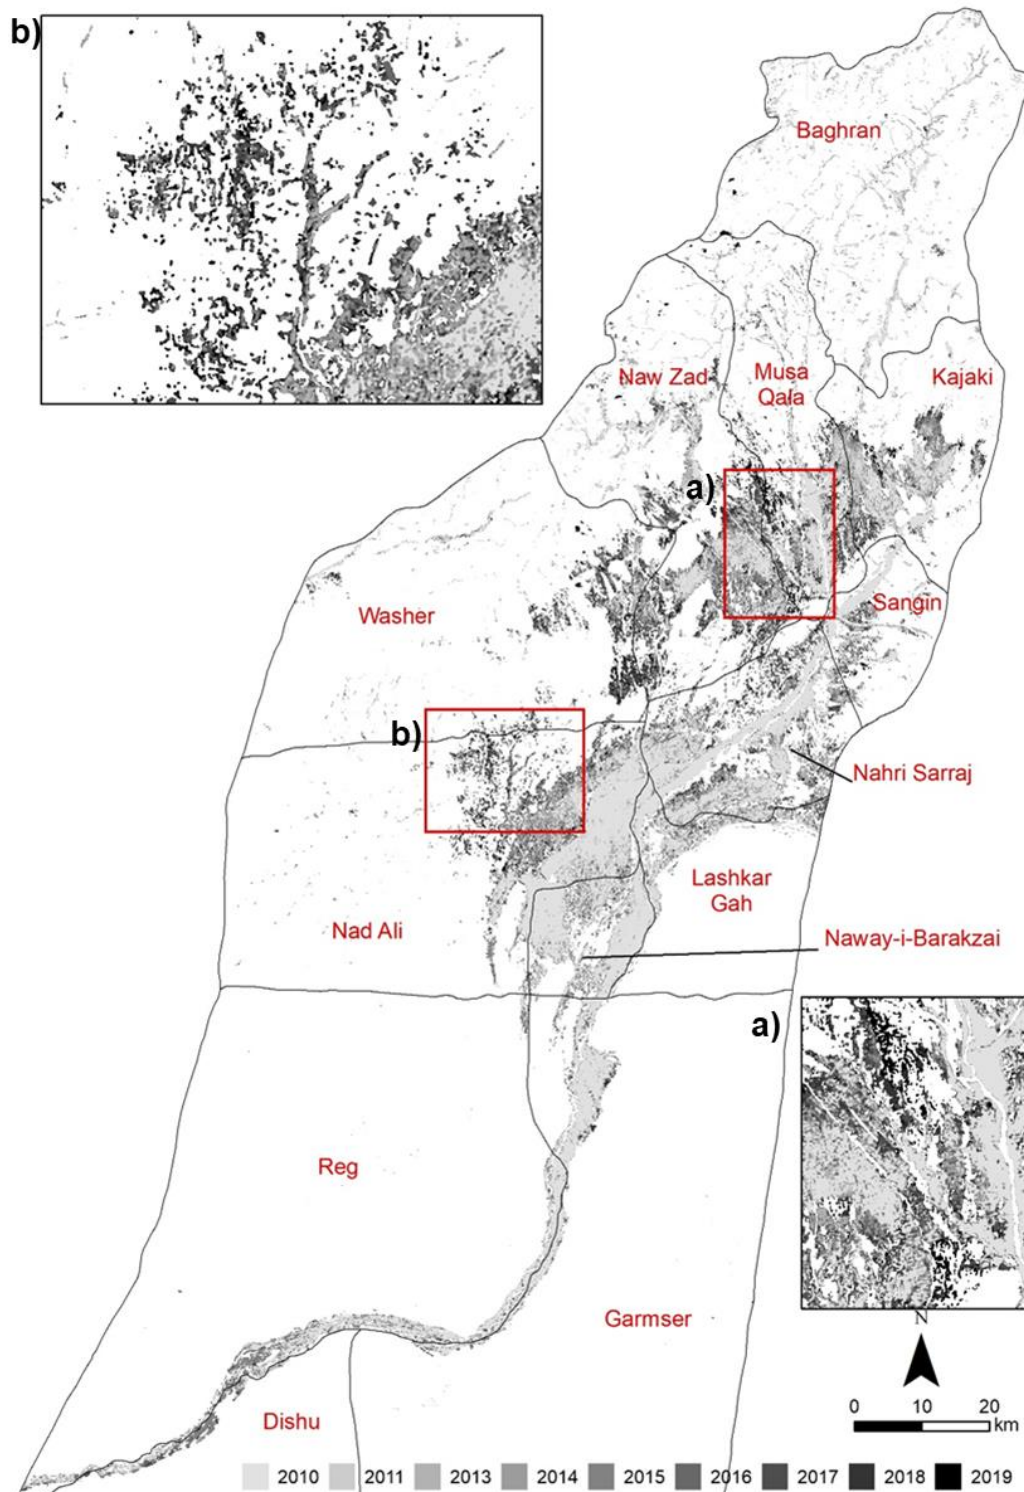 b)
Baghran
Naw Zad
Musa
Qala
Kajaki
a)
Sangin
Washer
b)
Nahri Sarraj
Lashkar
Gah
Nad Ali
Naway-i-Barakzai
a)
Reg
Garmser
N
0 10 20
km
Dishu
2010 2011 2013 2014 2015 2016 2017 2018 2019